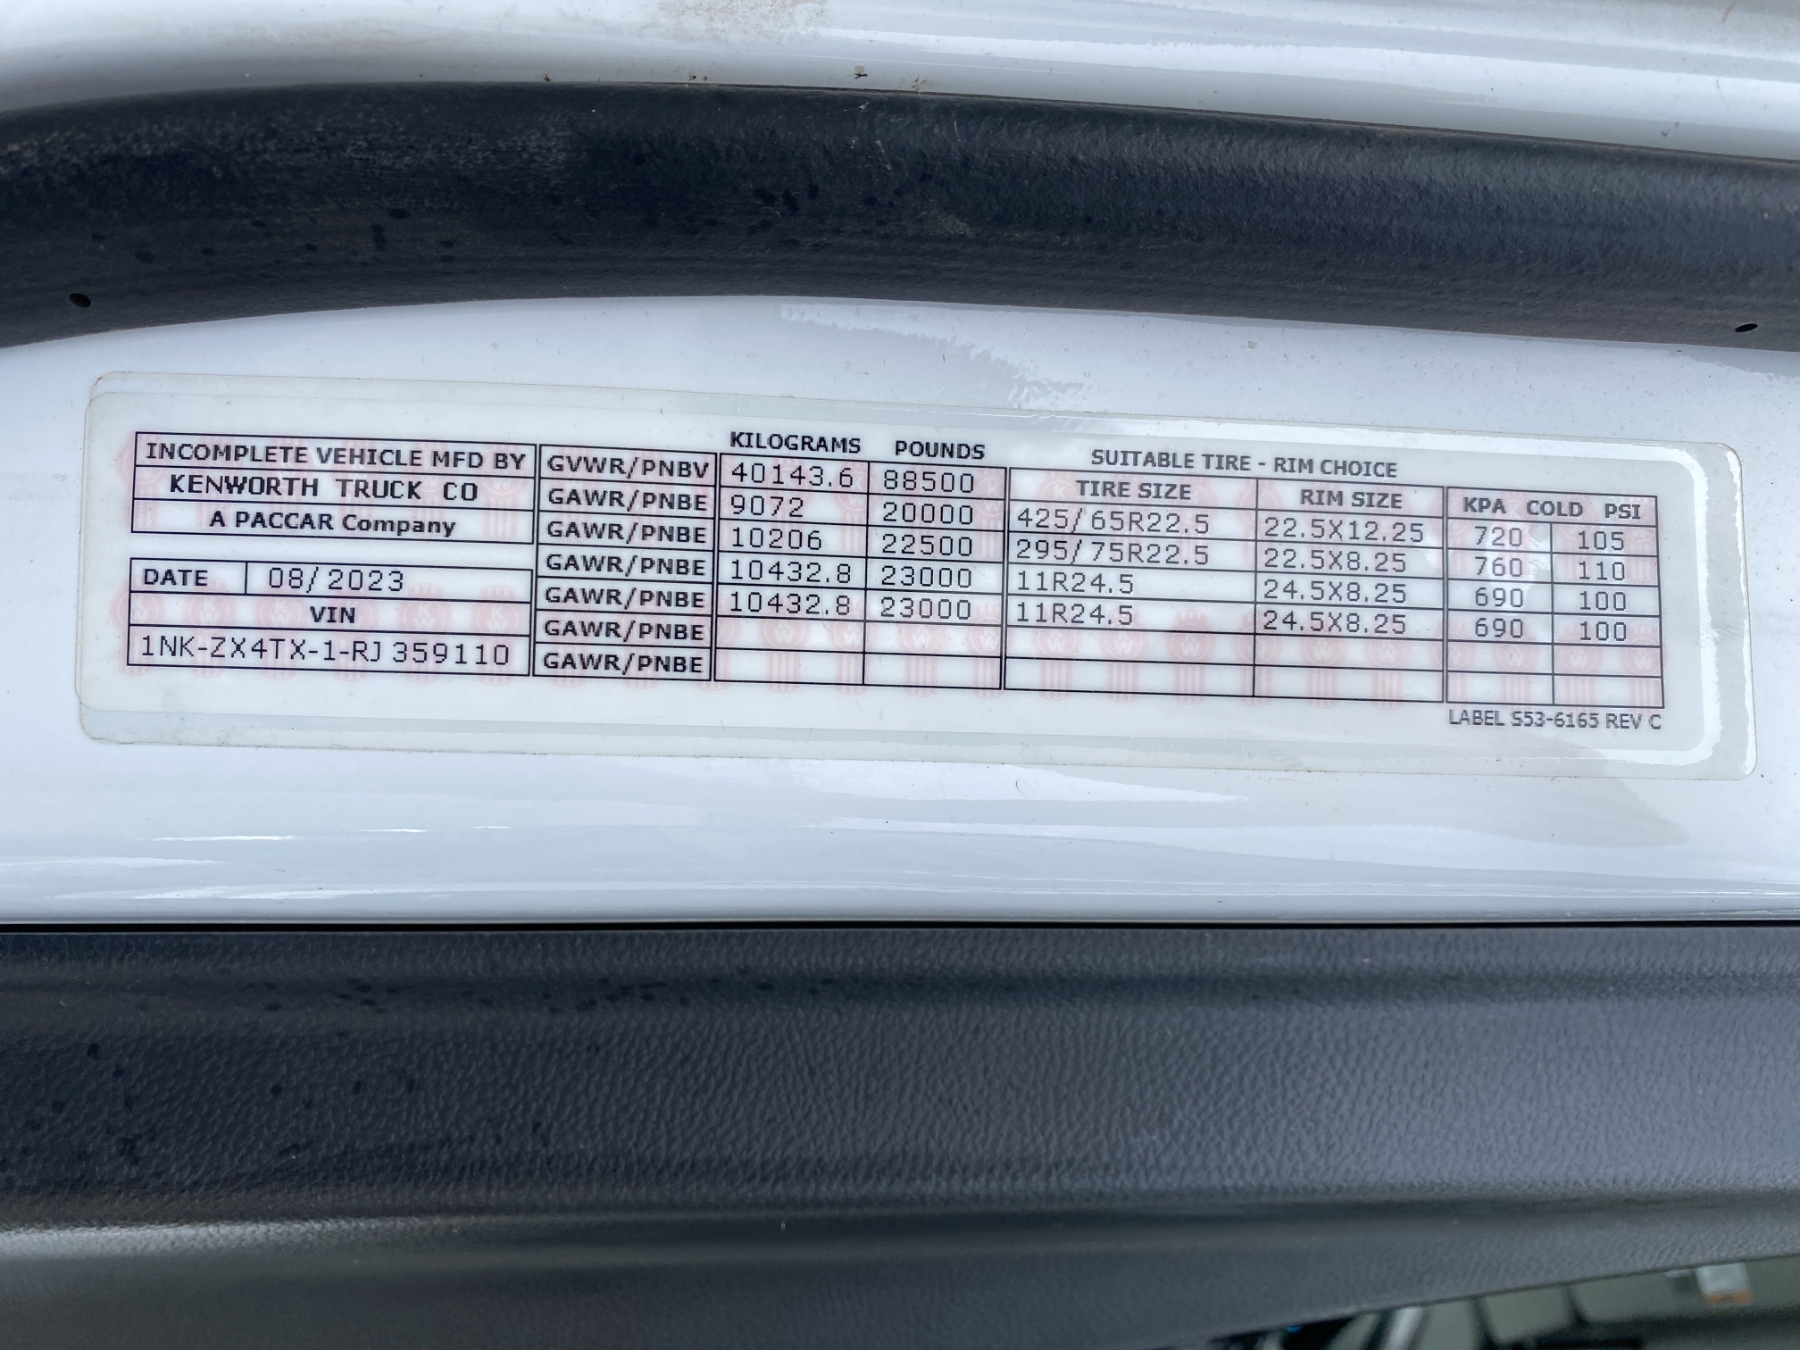 INCOMPLETE VEHICLE MFD BY
KENWORTH TRUCK CO
A PACCAR Company
DATE 08/2023
VIN
1NK-ZX4TX-1-RJ359110
KILOGRAMS POUNDS
GVWR/PNBV 40143.6 88500
GAWR/PNBE 9072 20000
GAWR/PNBE 10206 22500
GAWR/PNBE 10432.8 23000
GAWR/PNBE 10432.8 23000
GAWR/PNBE
GAWR/PNBE
SUITABLE TIRE - RIM CHOICE
TIRE SIZE RIM SIZE KPA COLD PSI
425/65R22.5 22.5X12.25 720 105
295/75R22.5 22.5X8.25 760 110
11R24.5 24.5X8.25 690 100
11R24.5 24.5X8.25 690 100
LABEL S53-6165 REV C